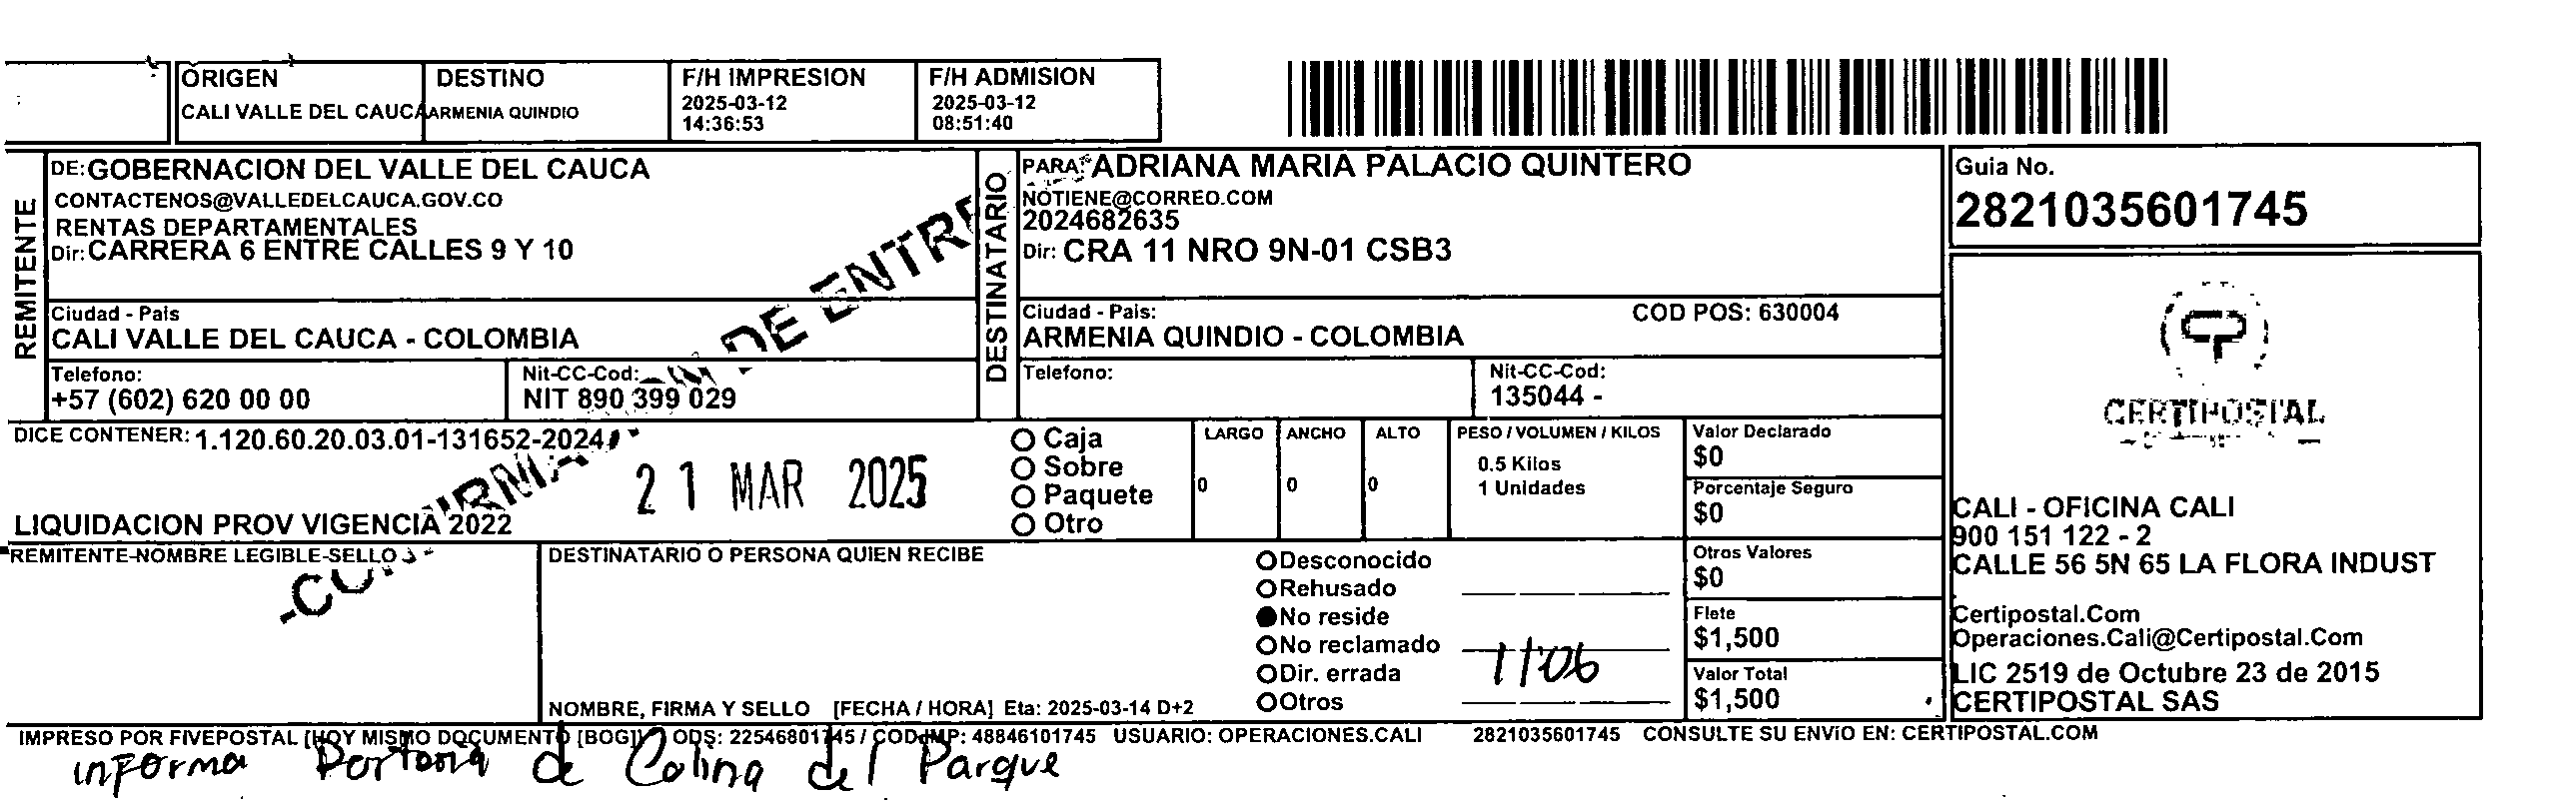 ORIGEN
CALI VALLE DEL CAUCA
DESTINO
ARMENIA QUINDIO
F/H IMPRESION
2025-03-12
14:36:53
F/H ADMISION
2025-03-12
08:51:40
REMITENTE
DE: GOBERNACION DEL VALLE DEL CAUCA
CONTACTENOS@VALLEDELCAUCA.GOV.CO
RENTAS DEPARTAMENTALES
Dir: CARRERA 6 ENTRE CALLES 9 Y 10
Ciudad - Pais
CALI VALLE DEL CAUCA - COLOMBIA
Telefono:
+57 (602) 620 00 00
Nit-CC-Cod:
NIT 890 399 029
DESTINATARIO
PARA: ADRIANA MARIA PALACIO QUINTERO
NOTIENE@CORREO.COM
2024682635
Dir: CRA 11 NRO 9N-01 CSB3
Ciudad - Pais:
COD POS: 630004
ARMENIA QUINDIO - COLOMBIA
Telefono:
Nit-CC-Cod:
135044 -
Guia No.
2821035601745
CERTIPOSTAL
CALI - OFICINA CALI
900 151 122 - 2
CALLE 56 5N 65 LA FLORA INDUST
Certipostal.Com
Operaciones.Cali@Certipostal.Com
LIC 2519 de Octubre 23 de 2015
CERTIPOSTAL SAS
DICE CONTENER: 1.120.60.20.03.01-131652-2024
21 MAR 2025
LIQUIDACION PROV VIGENCIA 2022
Caja
Sobre
Paquete
Otro
LARGO
0
ANCHO
0
ALTO
0
PESO / VOLUMEN / KILOS
0.5 Kilos
1 Unidades
Valor Declarado
$0
Porcentaje Seguro
$0
Otros Valores
$0
Flete
$1,500
Valor Total
$1,500
REMITENTE-NOMBRE LEGIBLE-SELLO
DESTINATARIO O PERSONA QUIEN RECIBE
Desconocido
Rehusado
No reside
No reclamado
Dir. errada
Otros
NOMBRE, FIRMA Y SELLO [FECHA / HORA] Eta: 2025-03-14 D+2
DE
IMPRESO POR FIVEPOSTAL [HOY MISMO DOCUMENTO [BOG]] ODS: 22546801745 / COD IMP: 48846101745 USUARIO: OPERACIONES.CALI 2821035601745 CONSULTE SU ENVIO EN: CERTIPOSTAL.COM
informa Porteria de Colina del Parque